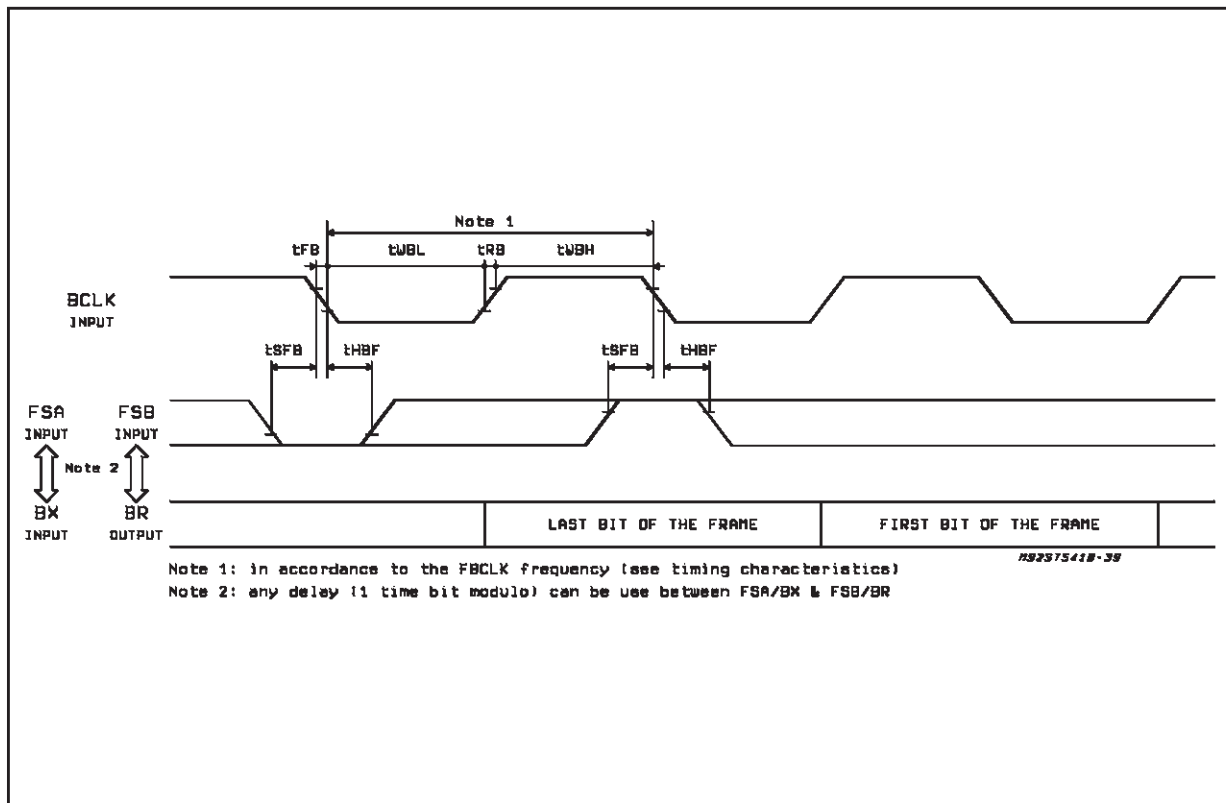 Note 1
tFB tWBL tRB tWBH
BCLK
INPUT
tSFB tHBF tSFB tHBF
FSA FSB
INPUT INPUT
Note 2
BX BR
INPUT OUTPUT
LAST BIT OF THE FRAME FIRST BIT OF THE FRAME
M92ST541B-39
Note 1: in accordance to the FBCLK frequency (see timing characteristics)
Note 2: any delay (1 time bit modulo) can be use between FSA/BX & FSB/BR